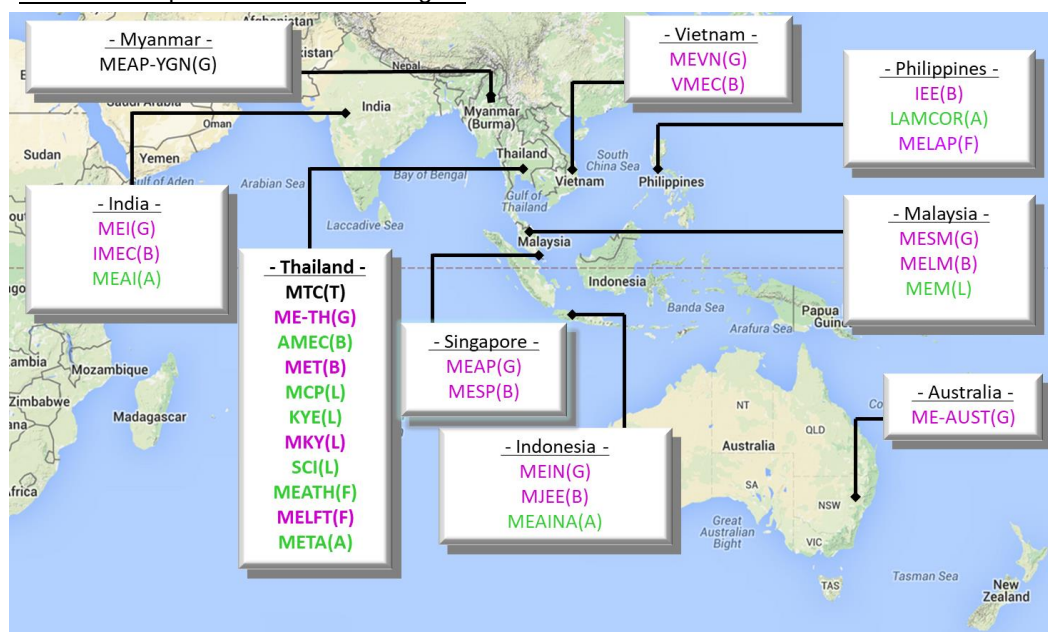 - Myanmar -
MEAP-YGN(G)
- Vietnam -
MEVN(G)
VMEC(B)
- Philippines -
IEE(B)
LAMCOR(A)
MELAP(F)
- India -
MEI(G)
IMEC(B)
MEAI(A)
- Thailand -
MTC(T)
ME-TH(G)
AMEC(B)
MET(B)
MCP(L)
KYE(L)
MKY(L)
SCI(L)
MEATH(F)
MELFT(F)
META(A)
- Malaysia -
MESM(G)
MELM(B)
MEM(L)
- Singapore -
MEAP(G)
MESP(B)
- Indonesia -
MEIN(G)
MJEE(B)
MEAINA(A)
- Australia -
ME-AUST(G)
Nepal
India
Myanmar
(Burma)
Oman
Sudan
Yemen
Gulf of Aden
Arabian Sea
Bay of Bengal
Thailand
South
China Sea
Vietnam
Philippines
Gulf of
Thailand
Laccadive Sea
Malaysia
Indonesia
Banda Sea
Papua
Arafura Sea
Mozambique
Zimbabwe
Madagascar
NT
QLD
Australia
SA
NSW
Great
Australian
Bight
VIC
TAS
Tasman Sea
New
Zealand